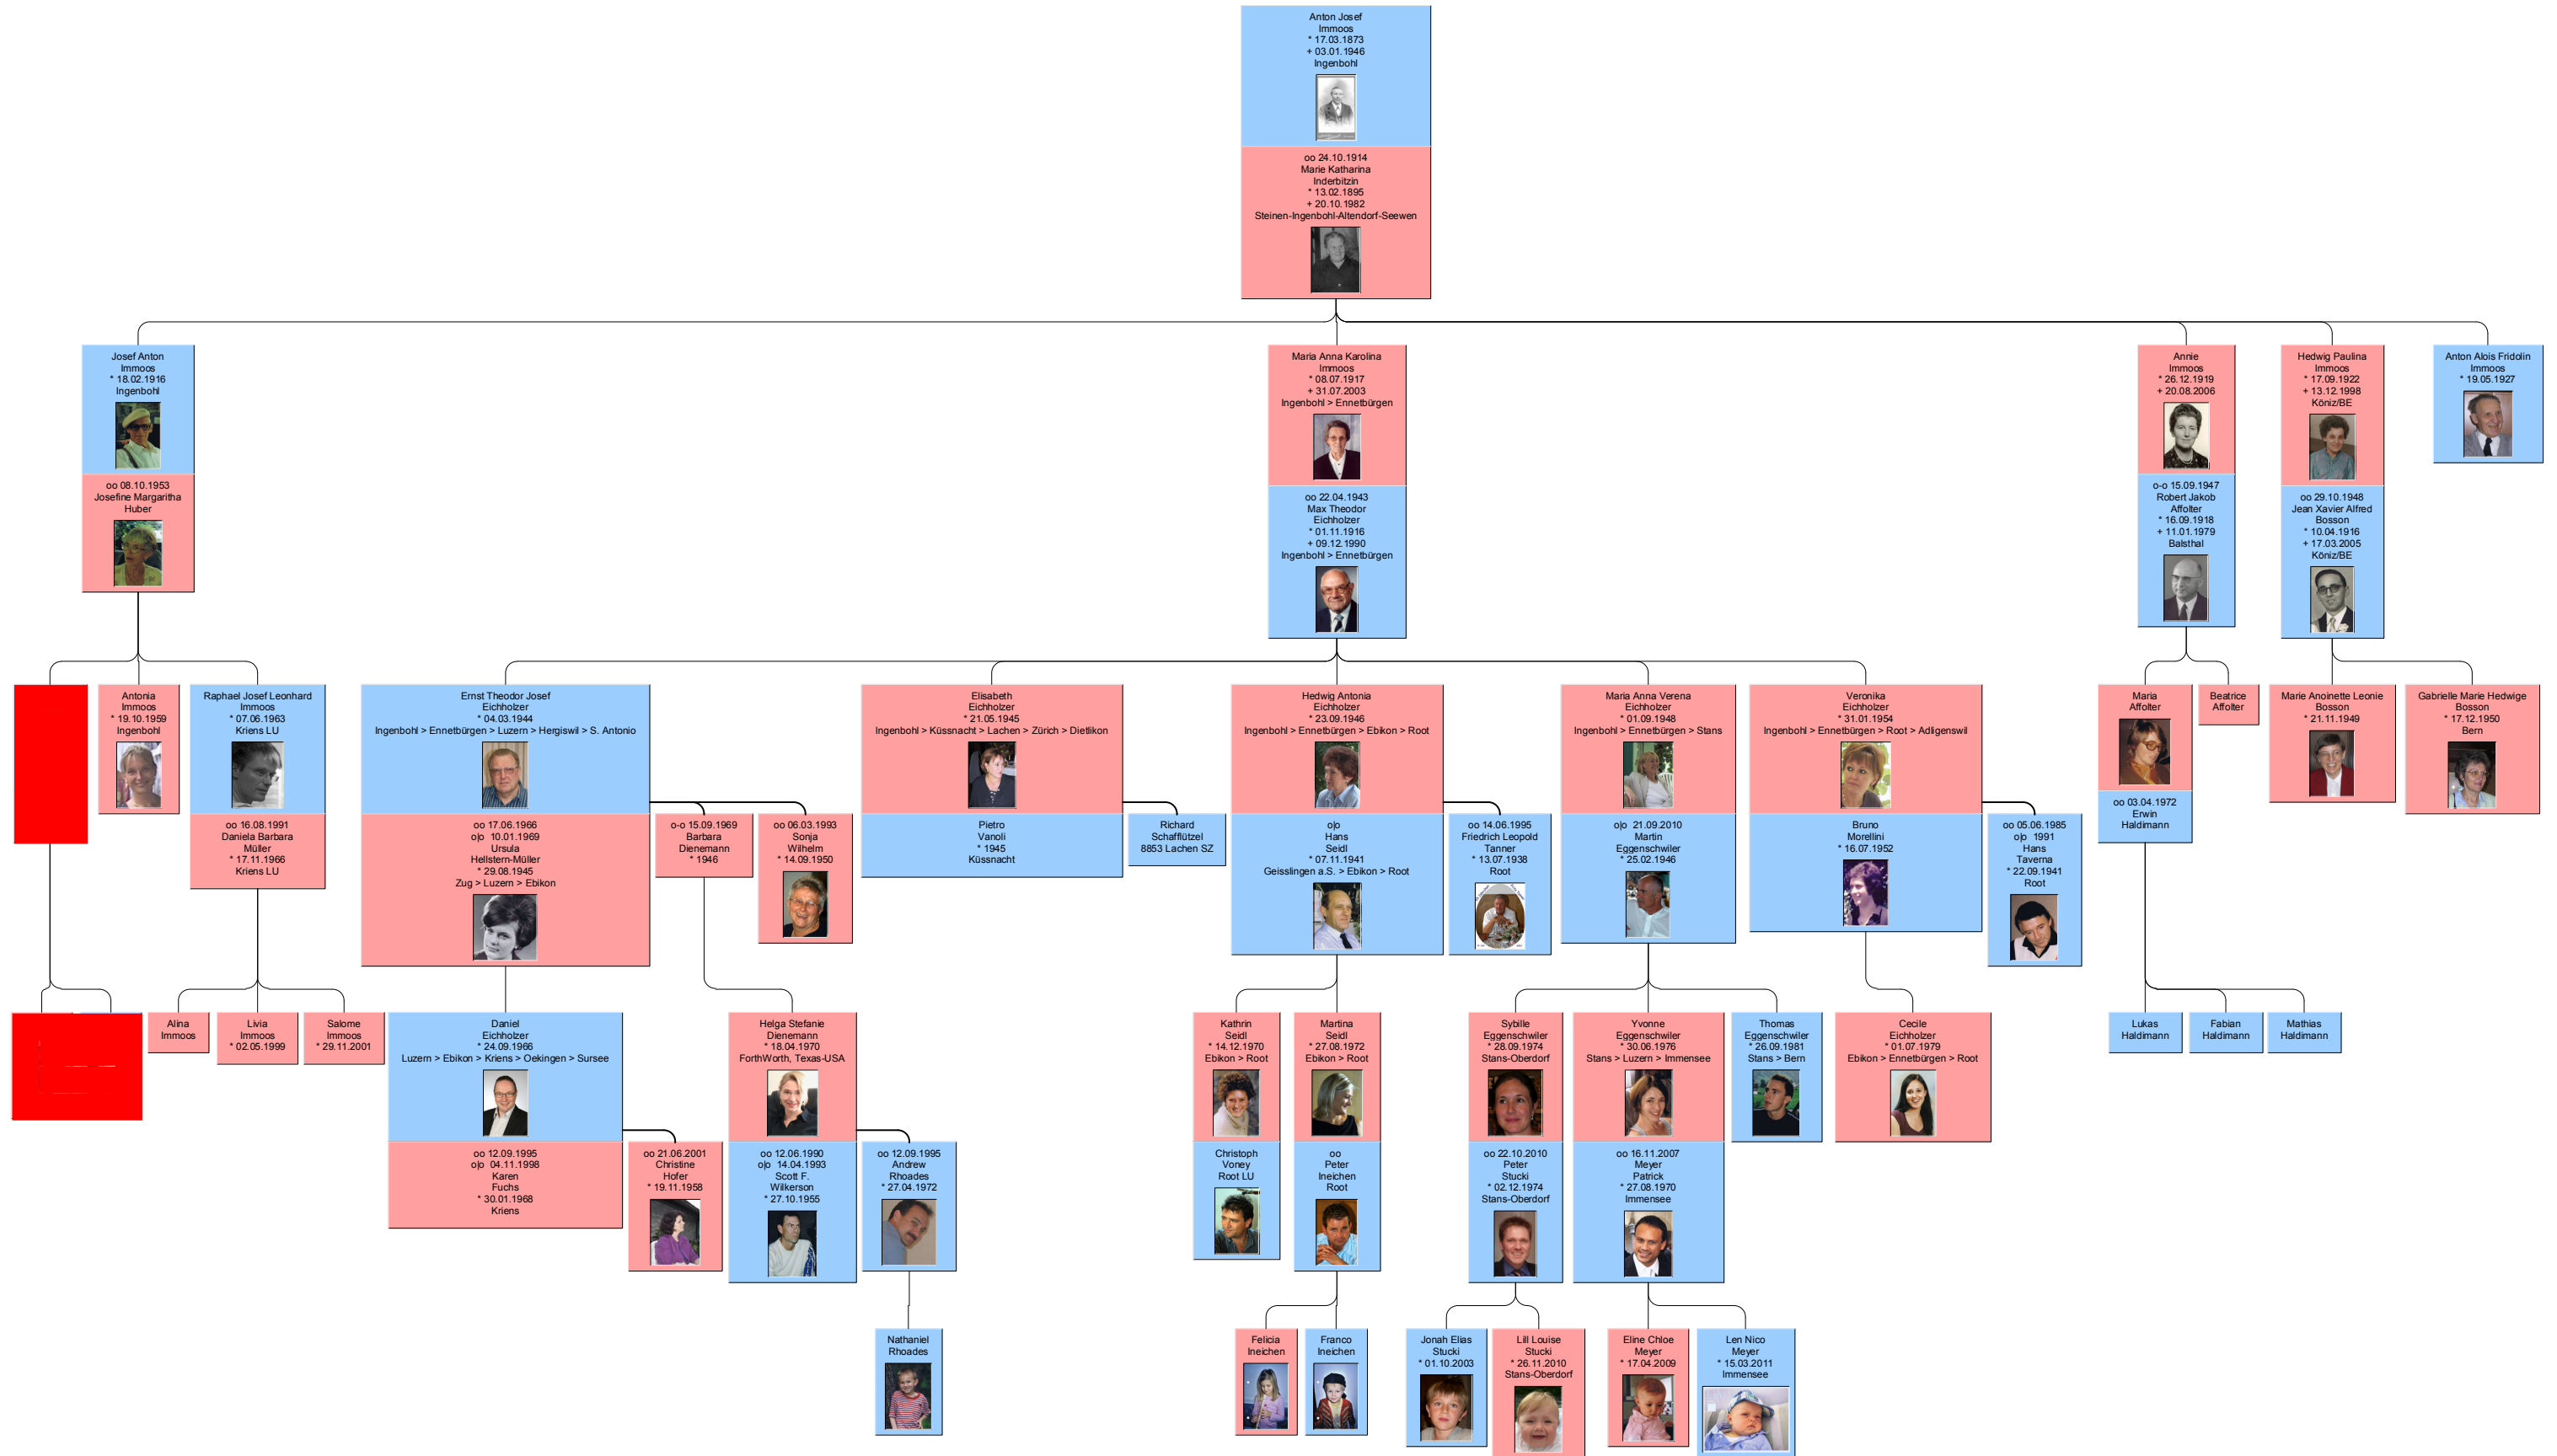 Anton Josef
Immoos
* 17.03.1873
+ 03.01.1946
Ingenbohl
oo 24.10.1914
Marie Katharina
Inderbitzin
* 13.02.1895
+ 20.10.1982
Steinen-Ingenbohl-Altendorf-Seewen
Josef Anton
Immoos
* 18.02.1916
Ingenbohl
oo 08.10.1953
Josefine Margaritha
Huber
Maria Anna Karolina
Immoos
* 08.07.1917
+ 31.07.2003
Ingenbohl > Ennetbürgen
oo 22.04.1943
Max Theodor
Eichholzer
* 01.11.1916
+ 09.12.1990
Ingenbohl > Ennetbürgen
Annie
Immoos
* 26.12.1919
+ 20.08.2006
o-o 15.09.1947
Robert Jakob
Affolter
* 16.09.1918
+ 11.01.1979
Balsthal
Hedwig Paulina
Immoos
* 17.09.1922
+ 13.12.1998
Köniz/BE
oo 29.10.1948
Jean Xavier Alfred
Bosson
* 10.04.1916
+ 17.03.2005
Köniz/BE
Anton Alois Fridolin
Immoos
* 19.05.1927
Antonia
Immoos
* 19.10.1959
Ingenbohl
Raphael Josef Leonhard
Immoos
* 07.06.1963
Kriens LU
oo 16.08.1991
Daniela Barbara
Müller
* 17.11.1966
Kriens LU
Ernst Theodor Josef
Eichholzer
* 04.03.1944
Ingenbohl > Ennetbürgen > Luzern > Hergiswil > S. Antonio
oo 17.06.1966
o|o 10.01.1969
Ursula
Hellstern-Müller
* 29.08.1945
Zug > Luzern > Ebikon
o-o 15.09.1969
Barbara
Dienemann
* 1946
oo 06.03.1993
Sonja
Wilhelm
* 14.09.1950
Elisabeth
Eichholzer
* 21.05.1945
Ingenbohl > Küssnacht > Lachen > Zürich > Dietlikon
Pietro
Vanoli
* 1945
Küssnacht
Richard
Schafflützel
8853 Lachen SZ
Hedwig Antonia
Eichholzer
* 23.09.1946
Ingenbohl > Ennetbürgen > Ebikon > Root
o|o
Hans
Seidl
* 07.11.1941
Geisslingen a.S. > Ebikon > Root
oo 14.06.1995
Friedrich Leopold
Tanner
* 13.07.1938
Root
Maria Anna Verena
Eichholzer
* 01.09.1948
Ingenbohl > Ennetbürgen > Stans
o|o 21.09.2010
Martin
Eggenschwiler
* 25.02.1946
Veronika
Eichholzer
* 31.01.1954
Ingenbohl > Ennetbürgen > Root > Adligenswil
Bruno
Morellini
* 16.07.1952
oo 05.06.1985
o|o 1991
Hans
Taverna
* 22.09.1941
Root
Maria
Affolter
oo 03.04.1972
Erwin
Haldimann
Beatrice
Affolter
Marie Anoinette Leonie
Bosson
* 21.11.1949
Gabrielle Marie Hedwige
Bosson
* 17.12.1950
Bern
Alina
Immoos
Livia
Immoos
* 02.05.1999
Salome
Immoos
* 29.11.2001
Daniel
Eichholzer
* 24.09.1966
Luzern > Ebikon > Kriens > Oekingen > Sursee
oo 12.09.1995
o|o 04.11.1998
Karen
Fuchs
* 30.01.1968
Kriens
oo 21.06.2001
Christine
Hofer
* 19.11.1958
Helga Stefanie
Dienemann
* 18.04.1970
ForthWorth, Texas-USA
oo 12.06.1990
o|o 14.04.1993
Scott F.
Wilkerson
* 27.10.1955
oo 12.09.1995
Andrew
Rhoades
* 27.04.1972
Kathrin
Seidl
* 14.12.1970
Ebikon > Root
Christoph
Voney
Root LU
Martina
Seidl
* 27.08.1972
Ebikon > Root
oo
Peter
Ineichen
Root
Sybille
Eggenschwiler
* 28.09.1974
Stans-Oberdorf
oo 22.10.2010
Peter
Stucki
* 02.12.1974
Stans-Oberdorf
Yvonne
Eggenschwiler
* 30.06.1976
Stans > Luzern > Immensee
oo 16.11.2007
Meyer
Patrick
* 27.08.1970
Immensee
Thomas
Eggenschwiler
* 26.09.1981
Stans > Bern
Cecile
Eichholzer
* 01.07.1979
Ebikon > Ennetbürgen > Root
Lukas
Haldimann
Fabian
Haldimann
Mathias
Haldimann
Nathaniel
Rhoades
Felicia
Ineichen
Franco
Ineichen
Jonah Elias
Stucki
* 01.10.2003
Lill Louise
Stucki
* 26.11.2010
Stans-Oberdorf
Eline Chloe
Meyer
* 17.04.2009
Len Nico
Meyer
* 15.03.2011
Immensee